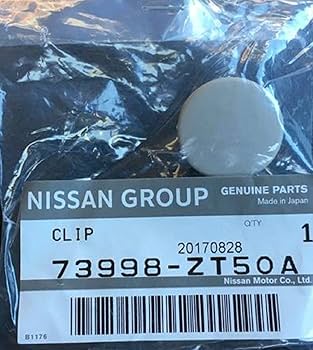 NISSAN GROUP GENUINE PARTS
Made in Japan
CLIP QTY 1
20170828
73998-ZT50A
Nissan Motor Co., Ltd.
B1176